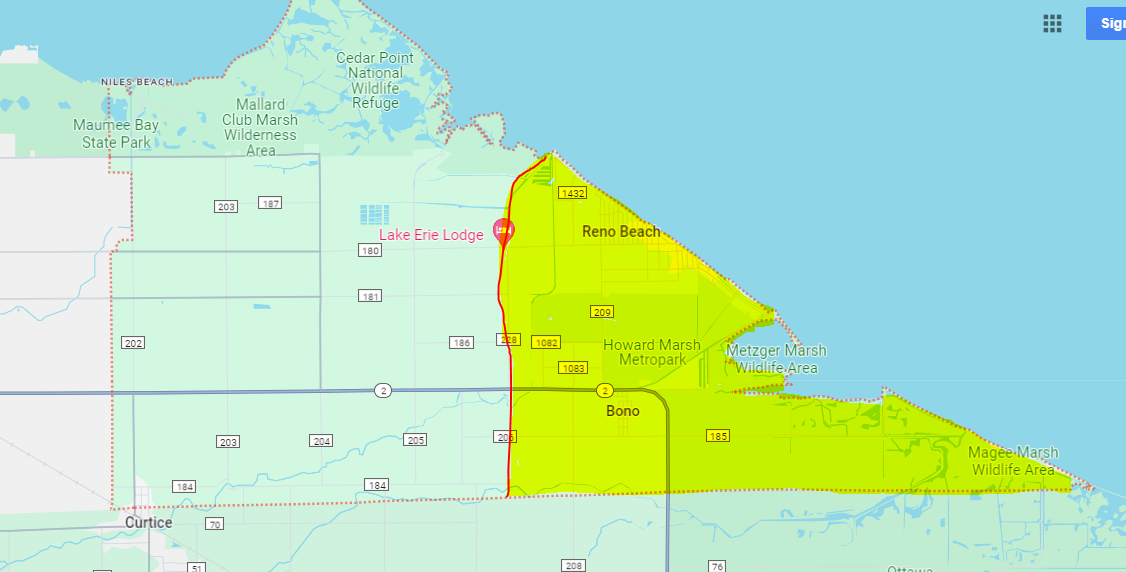 Sign
Cedar Point
National
Wildlife
Refuge
NILES BEACH
Mallard
Club Marsh
Wilderness
Area
Maumee Bay
State Park
1432
203
187
Reno Beach
Lake Erie Lodge
180
181
209
202
186
228
1082
Howard Marsh
Metropark
Metzger Marsh
Wildlife Area
1083
2
2
Bono
203
204
205
206
185
Magee Marsh
Wildlife Area
184
184
Curtice
70
51
208
76